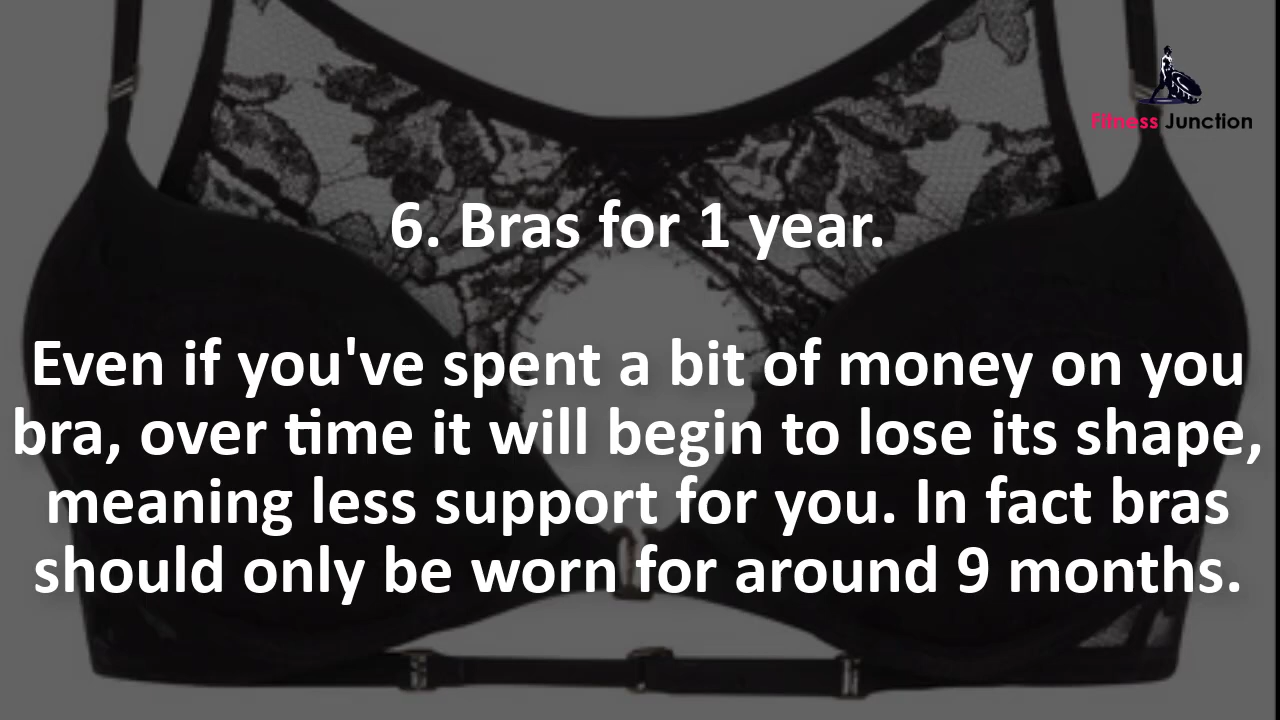 Fitness Junction
6. Bras for 1 year.
Even if you've spent a bit of money on you
bra, over time it will begin to lose its shape,
meaning less support for you. In fact bras
should only be worn for around 9 months.